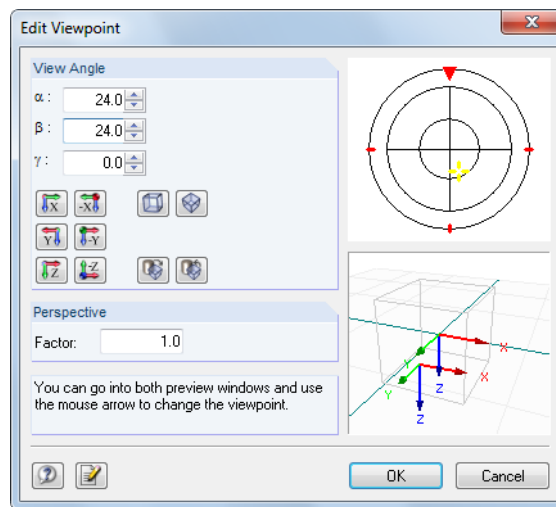 Edit Viewpoint
View Angle
α : 24.0
β : 24.0
γ : 0.0
X -X
Y -Y
Z -Z
Perspective
Factor: 1.0
You can go into both preview windows and use
the mouse arrow to change the viewpoint.
X
Y
Z
X
Y
Z
OK Cancel